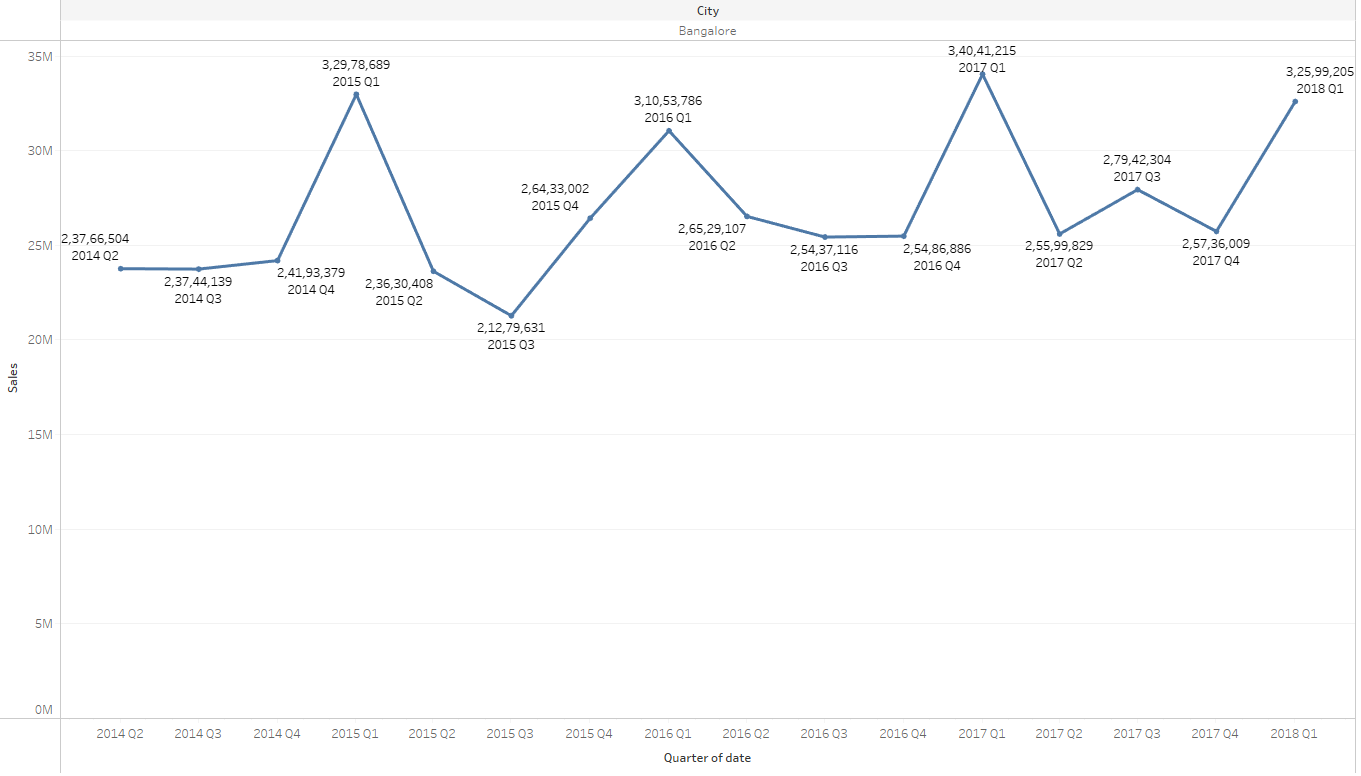 City
Bangalore
35M
30M
25M
20M
15M
10M
5M
0M
Sales
2,37,66,504
2014 Q2
2,37,44,139
2014 Q3
2,41,93,379
2014 Q4
3,29,78,689
2015 Q1
2,36,30,408
2015 Q2
2,12,79,631
2015 Q3
2,64,33,002
2015 Q4
3,10,53,786
2016 Q1
2,65,29,107
2016 Q2
2,54,37,116
2016 Q3
2,54,86,886
2016 Q4
3,40,41,215
2017 Q1
2,55,99,829
2017 Q2
2,79,42,304
2017 Q3
2,57,36,009
2017 Q4
3,25,99,205
2018 Q1
2014 Q2 2014 Q3 2014 Q4 2015 Q1 2015 Q2 2015 Q3 2015 Q4 2016 Q1 2016 Q2 2016 Q3 2016 Q4 2017 Q1 2017 Q2 2017 Q3 2017 Q4 2018 Q1
Quarter of date